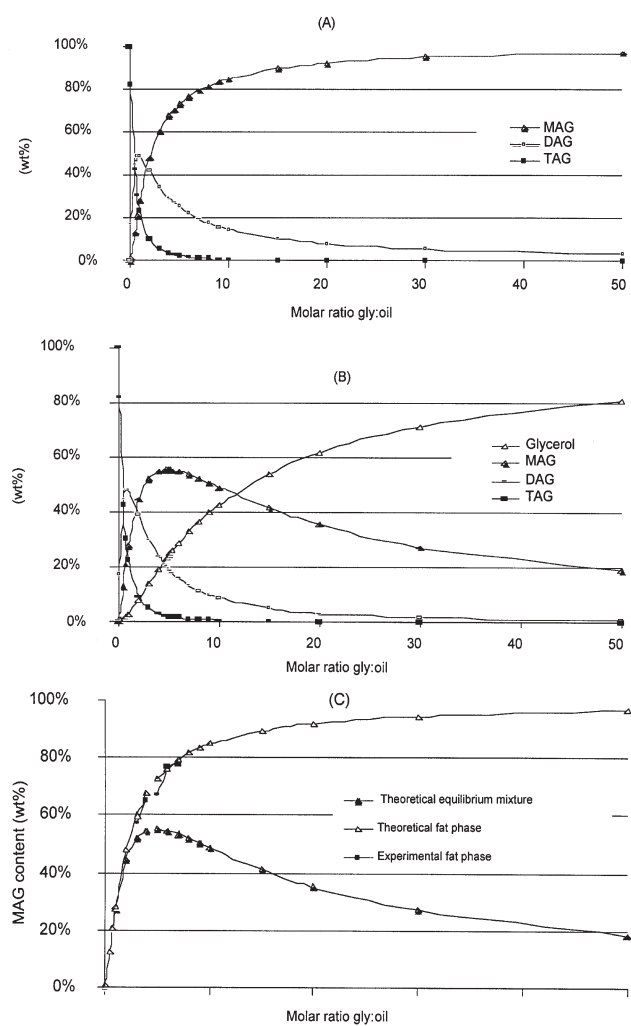 (A)
100%
80%
60%
40%
20%
0%
(wt%)
MAG
DAG
TAG
0
10
20
30
40
50
Molar ratio gly:oil
(B)
100%
80%
60%
40%
20%
0%
(wt%)
Glycerol
MAG
DAG
TAG
0
10
20
30
40
50
Molar ratio gly:oil
(C)
100%
80%
60%
40%
20%
0%
MAG content (wt%)
Theoretical equilibrium mixture
Theoretical fat phase
Experimental fat phase
Molar ratio gly:oil